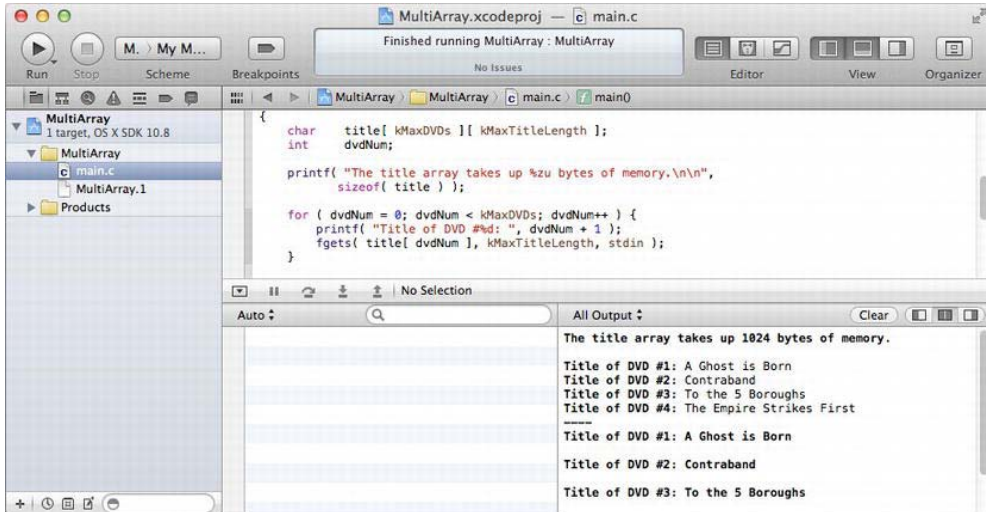 MultiArray.xcodeproj — main.c
Finished running MultiArray : MultiArray
No Issues
M. › My M...
Run Stop Scheme Breakpoints Editor View Organizer
MultiArray › MultiArray › main.c › main()
MultiArray
1 target, OS X SDK 10.8
MultiArray
main.c
MultiArray.1
Products
{
char title[ kMaxDVDs ][ kMaxTitleLength ];
int dvdNum;
printf( "The title array takes up %zu bytes of memory.\n\n",
sizeof( title ) );
for ( dvdNum = 0; dvdNum < kMaxDVDs; dvdNum++ ) {
printf( "Title of DVD #%d: ", dvdNum + 1 );
fgets( title[ dvdNum ], kMaxTitleLength, stdin );
}
No Selection
Auto
All Output
Clear
The title array takes up 1024 bytes of memory.
Title of DVD #1: A Ghost is Born
Title of DVD #2: Contraband
Title of DVD #3: To the 5 Boroughs
Title of DVD #4: The Empire Strikes First
----
Title of DVD #1: A Ghost is Born
Title of DVD #2: Contraband
Title of DVD #3: To the 5 Boroughs